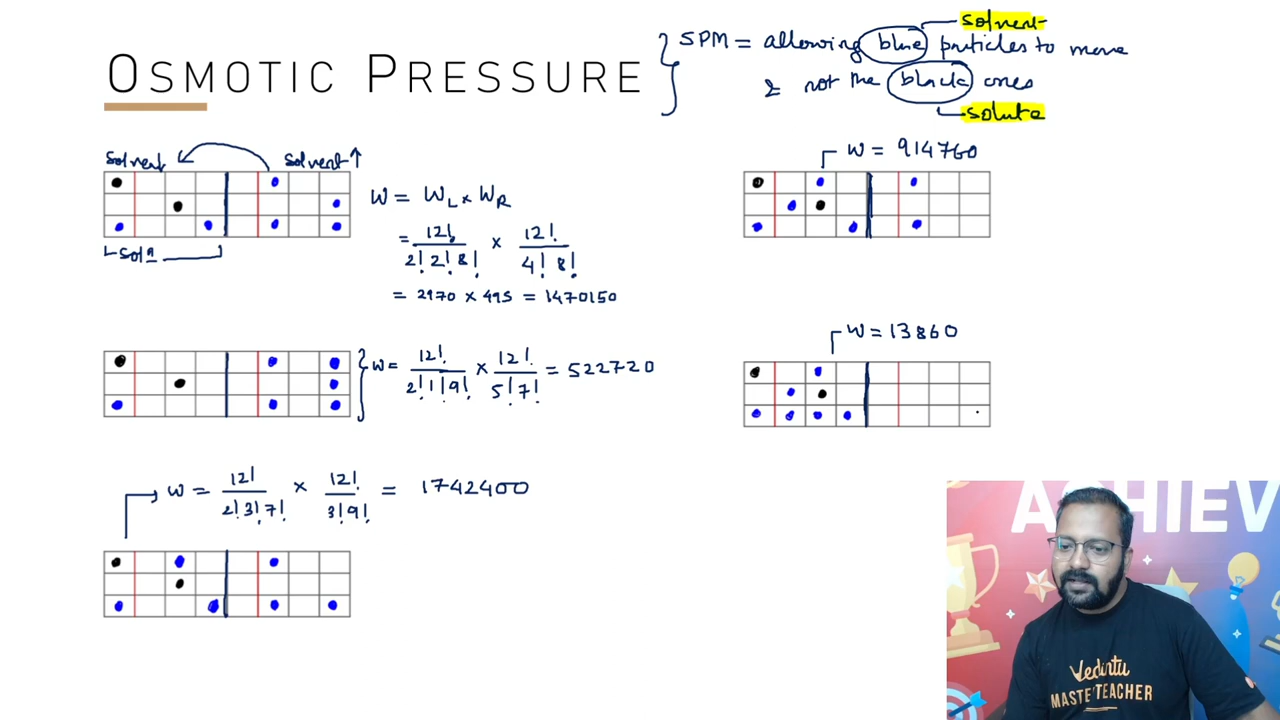 OSMOTIC PRESSURE
SPM = allowing blue particles to move
& not the black ones
solvent
solute
solvent
solvent ↑
Solⁿ
W = W_L × W_R
= 12!/2! 2! 8! × 12!/4! 8!
= 2970 × 495 = 1470150
W = 12!/2! 1! 9! × 12!/5! 7! = 522720
W = 12!/2! 3! 7! × 12!/3! 9! = 1742400
W = 914760
W = 13860
ACHIEV
Vedantu
MASTER TEACHER